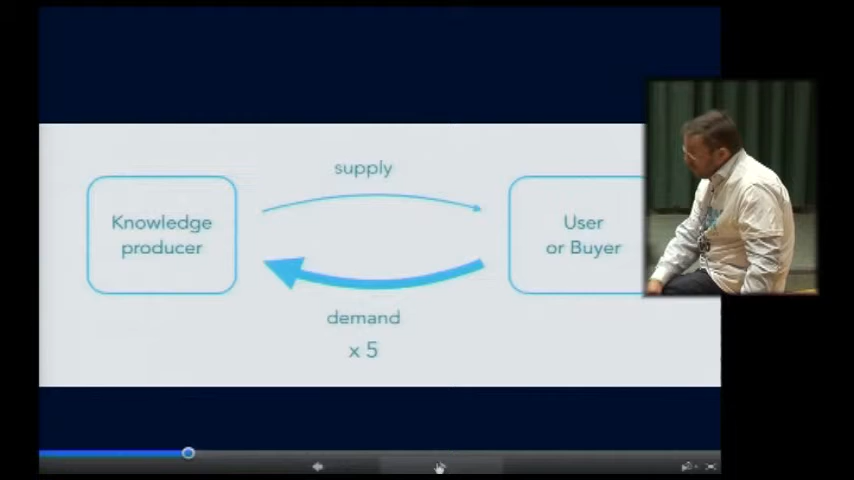 supply
Knowledge
producer
User
or Buyer
demand
x 5